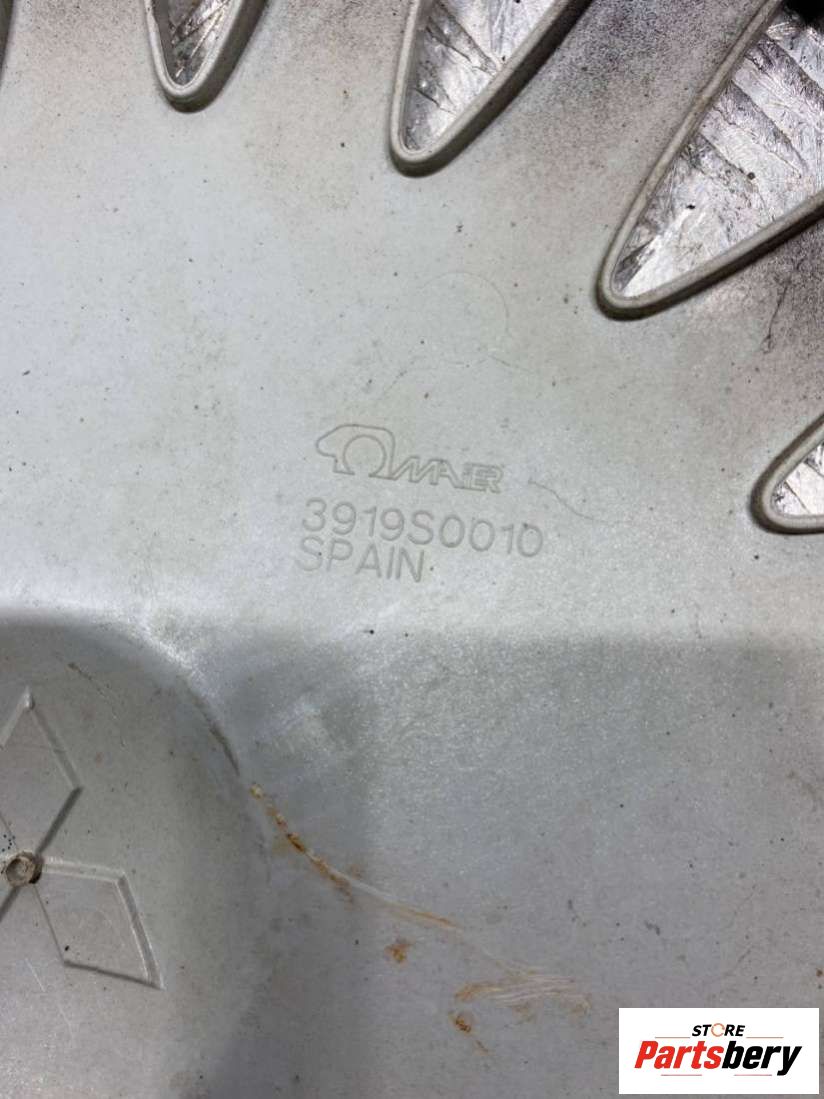 MAIER
3919S0010
SPAIN
STORE
Partsbery